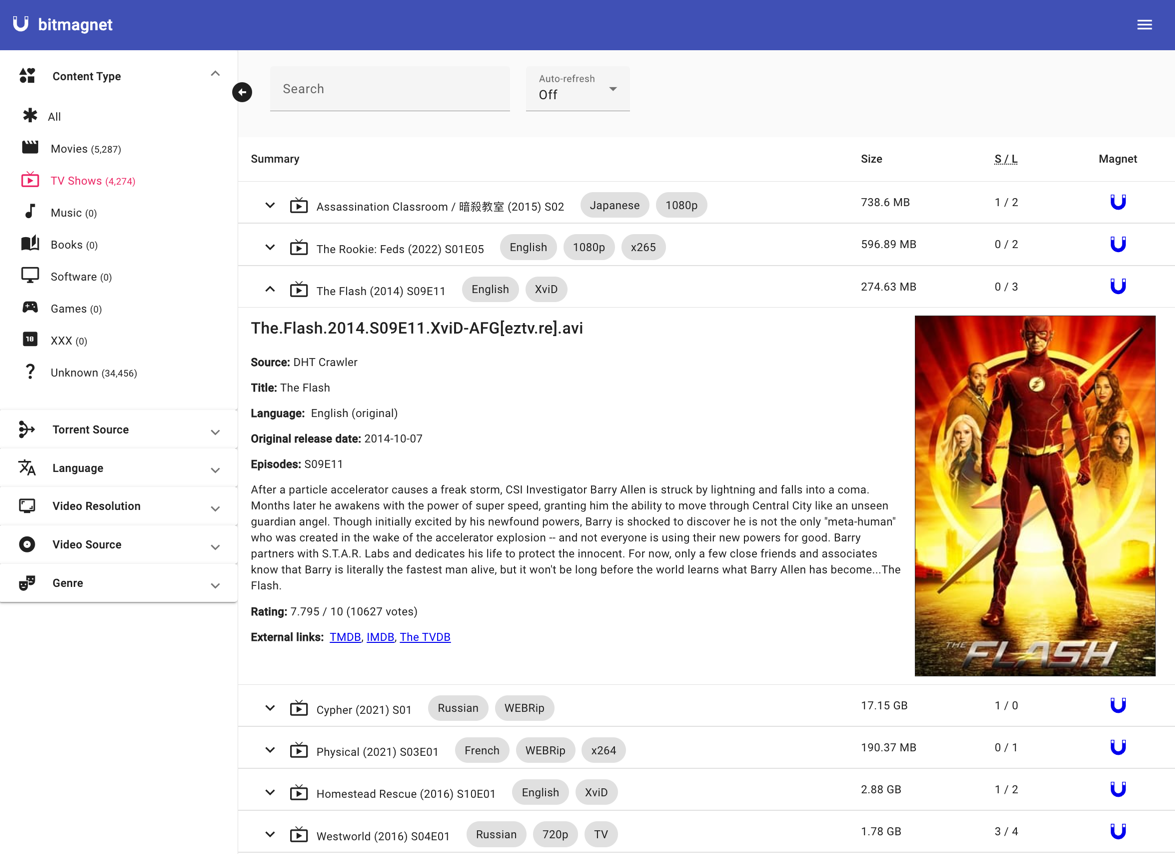 bitmagnet
Content Type
All
Movies (5,287)
TV Shows (4,274)
Music (0)
Books (0)
Software (0)
Games (0)
18
XXX (0)
Unknown (34,456)
Torrent Source
Language
Video Resolution
Video Source
Genre
Search
Auto-refresh
Off
Summary Size S / L Magnet
Assassination Classroom / 暗殺教室 (2015) S02 Japanese 1080p 738.6 MB 1 / 2
The Rookie: Feds (2022) S01E05 English 1080p x265 596.89 MB 0 / 2
The Flash (2014) S09E11 English XviD 274.63 MB 0 / 3
The.Flash.2014.S09E11.XviD-AFG[eztv.re].avi
Source: DHT Crawler
Title: The Flash
Language: English (original)
Original release date: 2014-10-07
Episodes: S09E11
After a particle accelerator causes a freak storm, CSI Investigator Barry Allen is struck by lightning and falls into a coma.
Months later he awakens with the power of super speed, granting him the ability to move through Central City like an unseen
guardian angel. Though initially excited by his newfound powers, Barry is shocked to discover he is not the only "meta-human"
who was created in the wake of the accelerator explosion -- and not everyone is using their new powers for good. Barry
partners with S.T.A.R. Labs and dedicates his life to protect the innocent. For now, only a few close friends and associates
know that Barry is literally the fastest man alive, but it won't be long before the world learns what Barry Allen has become...The
Flash.
Rating: 7.795 / 10 (10627 votes)
External links: TMDB, IMDB, The TVDB
THE FLASH
Cypher (2021) S01 Russian WEBRip 17.15 GB 1 / 0
Physical (2021) S03E01 French WEBRip x264 190.37 MB 0 / 1
Homestead Rescue (2016) S10E01 English XviD 2.88 GB 1 / 2
Westworld (2016) S04E01 Russian 720p TV 1.78 GB 3 / 4